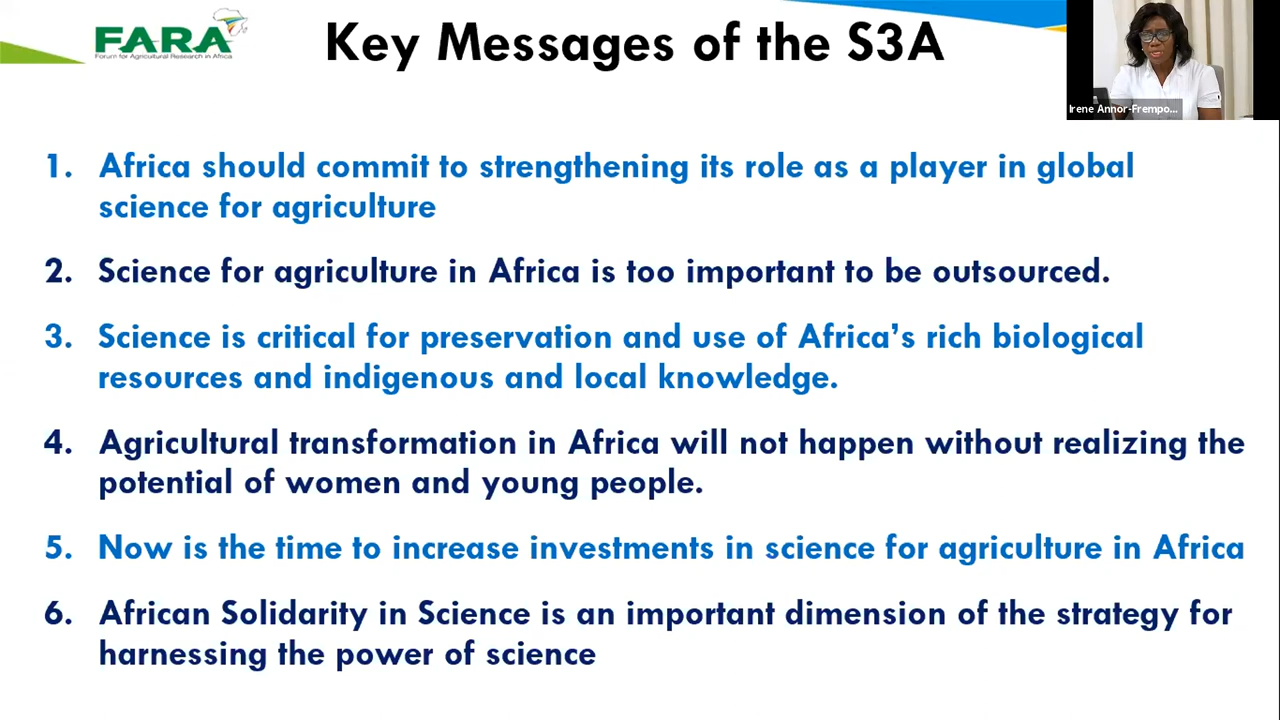 FARA
Forum for Agricultural Research in Africa
Key Messages of the S3A
Irene Annor-Frempo...
1. Africa should commit to strengthening its role as a player in global
science for agriculture
2. Science for agriculture in Africa is too important to be outsourced.
3. Science is critical for preservation and use of Africa’s rich biological
resources and indigenous and local knowledge.
4. Agricultural transformation in Africa will not happen without realizing the
potential of women and young people.
5. Now is the time to increase investments in science for agriculture in Africa
6. African Solidarity in Science is an important dimension of the strategy for
harnessing the power of science